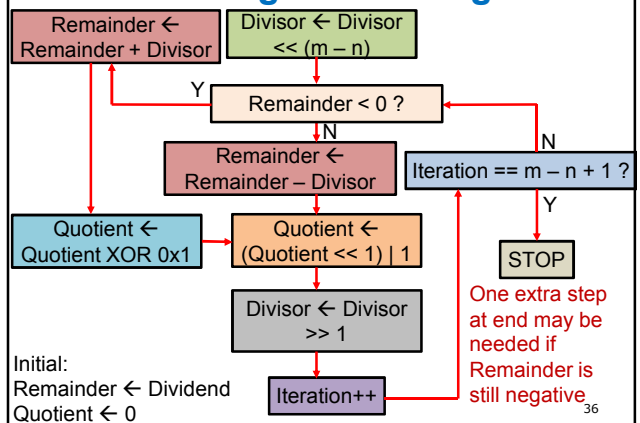 Remainder ←
Remainder + Divisor
Divisor ← Divisor
<< (m – n)
Y
Remainder < 0 ?
N
Remainder ←
Remainder – Divisor
N
Iteration == m – n + 1 ?
Y
Quotient ←
Quotient XOR 0x1
Quotient ←
(Quotient << 1) | 1
STOP
Divisor ← Divisor
>> 1
One extra step
at end may be
needed if
Remainder is
still negative
Initial:
Remainder ← Dividend
Quotient ← 0
Iteration++
36